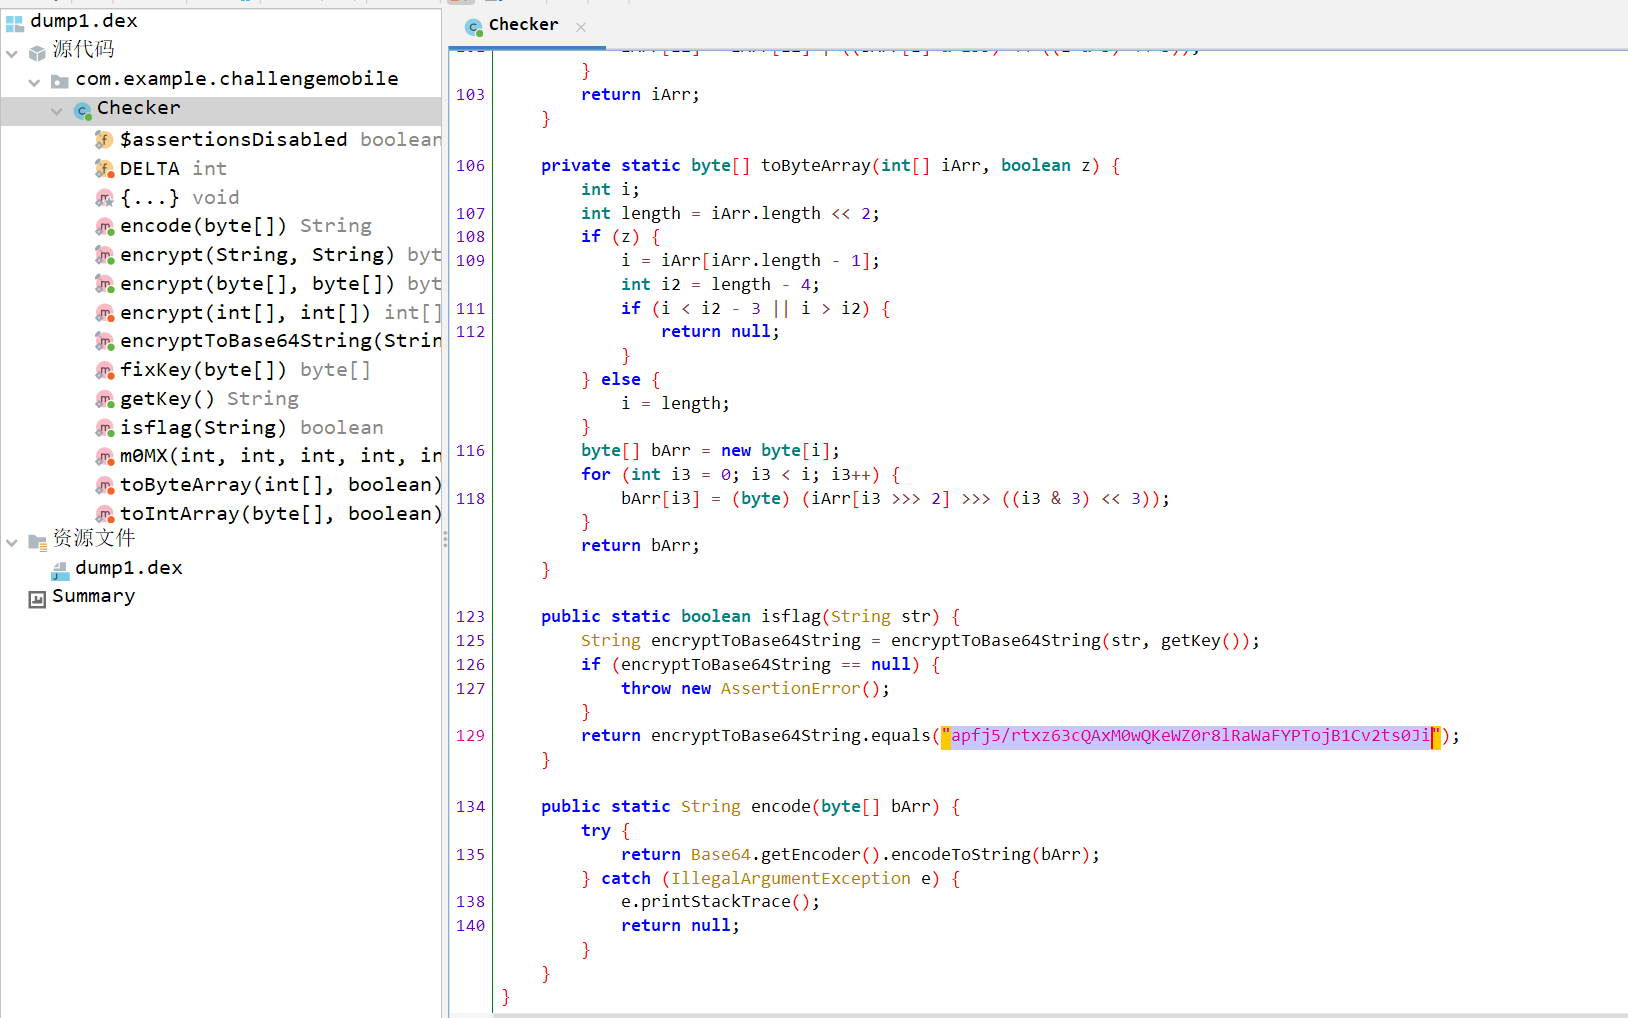 dump1.dex
源代码
com.example.challengemobile
Checker
$assertionsDisabled boolean
DELTA int
{...} void
encode(byte[]) String
encrypt(String, String) byt
encrypt(byte[], byte[]) byt
encrypt(int[], int[]) int[]
encryptToBase64String(Strin
fixKey(byte[]) byte[]
getKey() String
isflag(String) boolean
m0MX(int, int, int, int, in
toByteArray(int[], boolean)
toIntArray(byte[], boolean)
资源文件
dump1.dex
Summary
Checker
}
103 return iArr;
}
106 private static byte[] toByteArray(int[] iArr, boolean z) {
int i;
107 int length = iArr.length << 2;
108 if (z) {
109 i = iArr[iArr.length - 1];
int i2 = length - 4;
111 if (i < i2 - 3 || i > i2) {
112 return null;
}
} else {
i = length;
}
116 byte[] bArr = new byte[i];
for (int i3 = 0; i3 < i; i3++) {
118 bArr[i3] = (byte) (iArr[i3 >>> 2] >>> ((i3 & 3) << 3));
}
return bArr;
}
123 public static boolean isflag(String str) {
125 String encryptToBase64String = encryptToBase64String(str, getKey());
126 if (encryptToBase64String == null) {
127 throw new AssertionError();
}
129 return encryptToBase64String.equals("apfj5/rtxz63cQAxM0wQKeWZ0r8lRaWaFYPTojB1Cv2ts0Ji");
}
134 public static String encode(byte[] bArr) {
try {
135 return Base64.getEncoder().encodeToString(bArr);
} catch (IllegalArgumentException e) {
138 e.printStackTrace();
140 return null;
}
}
}